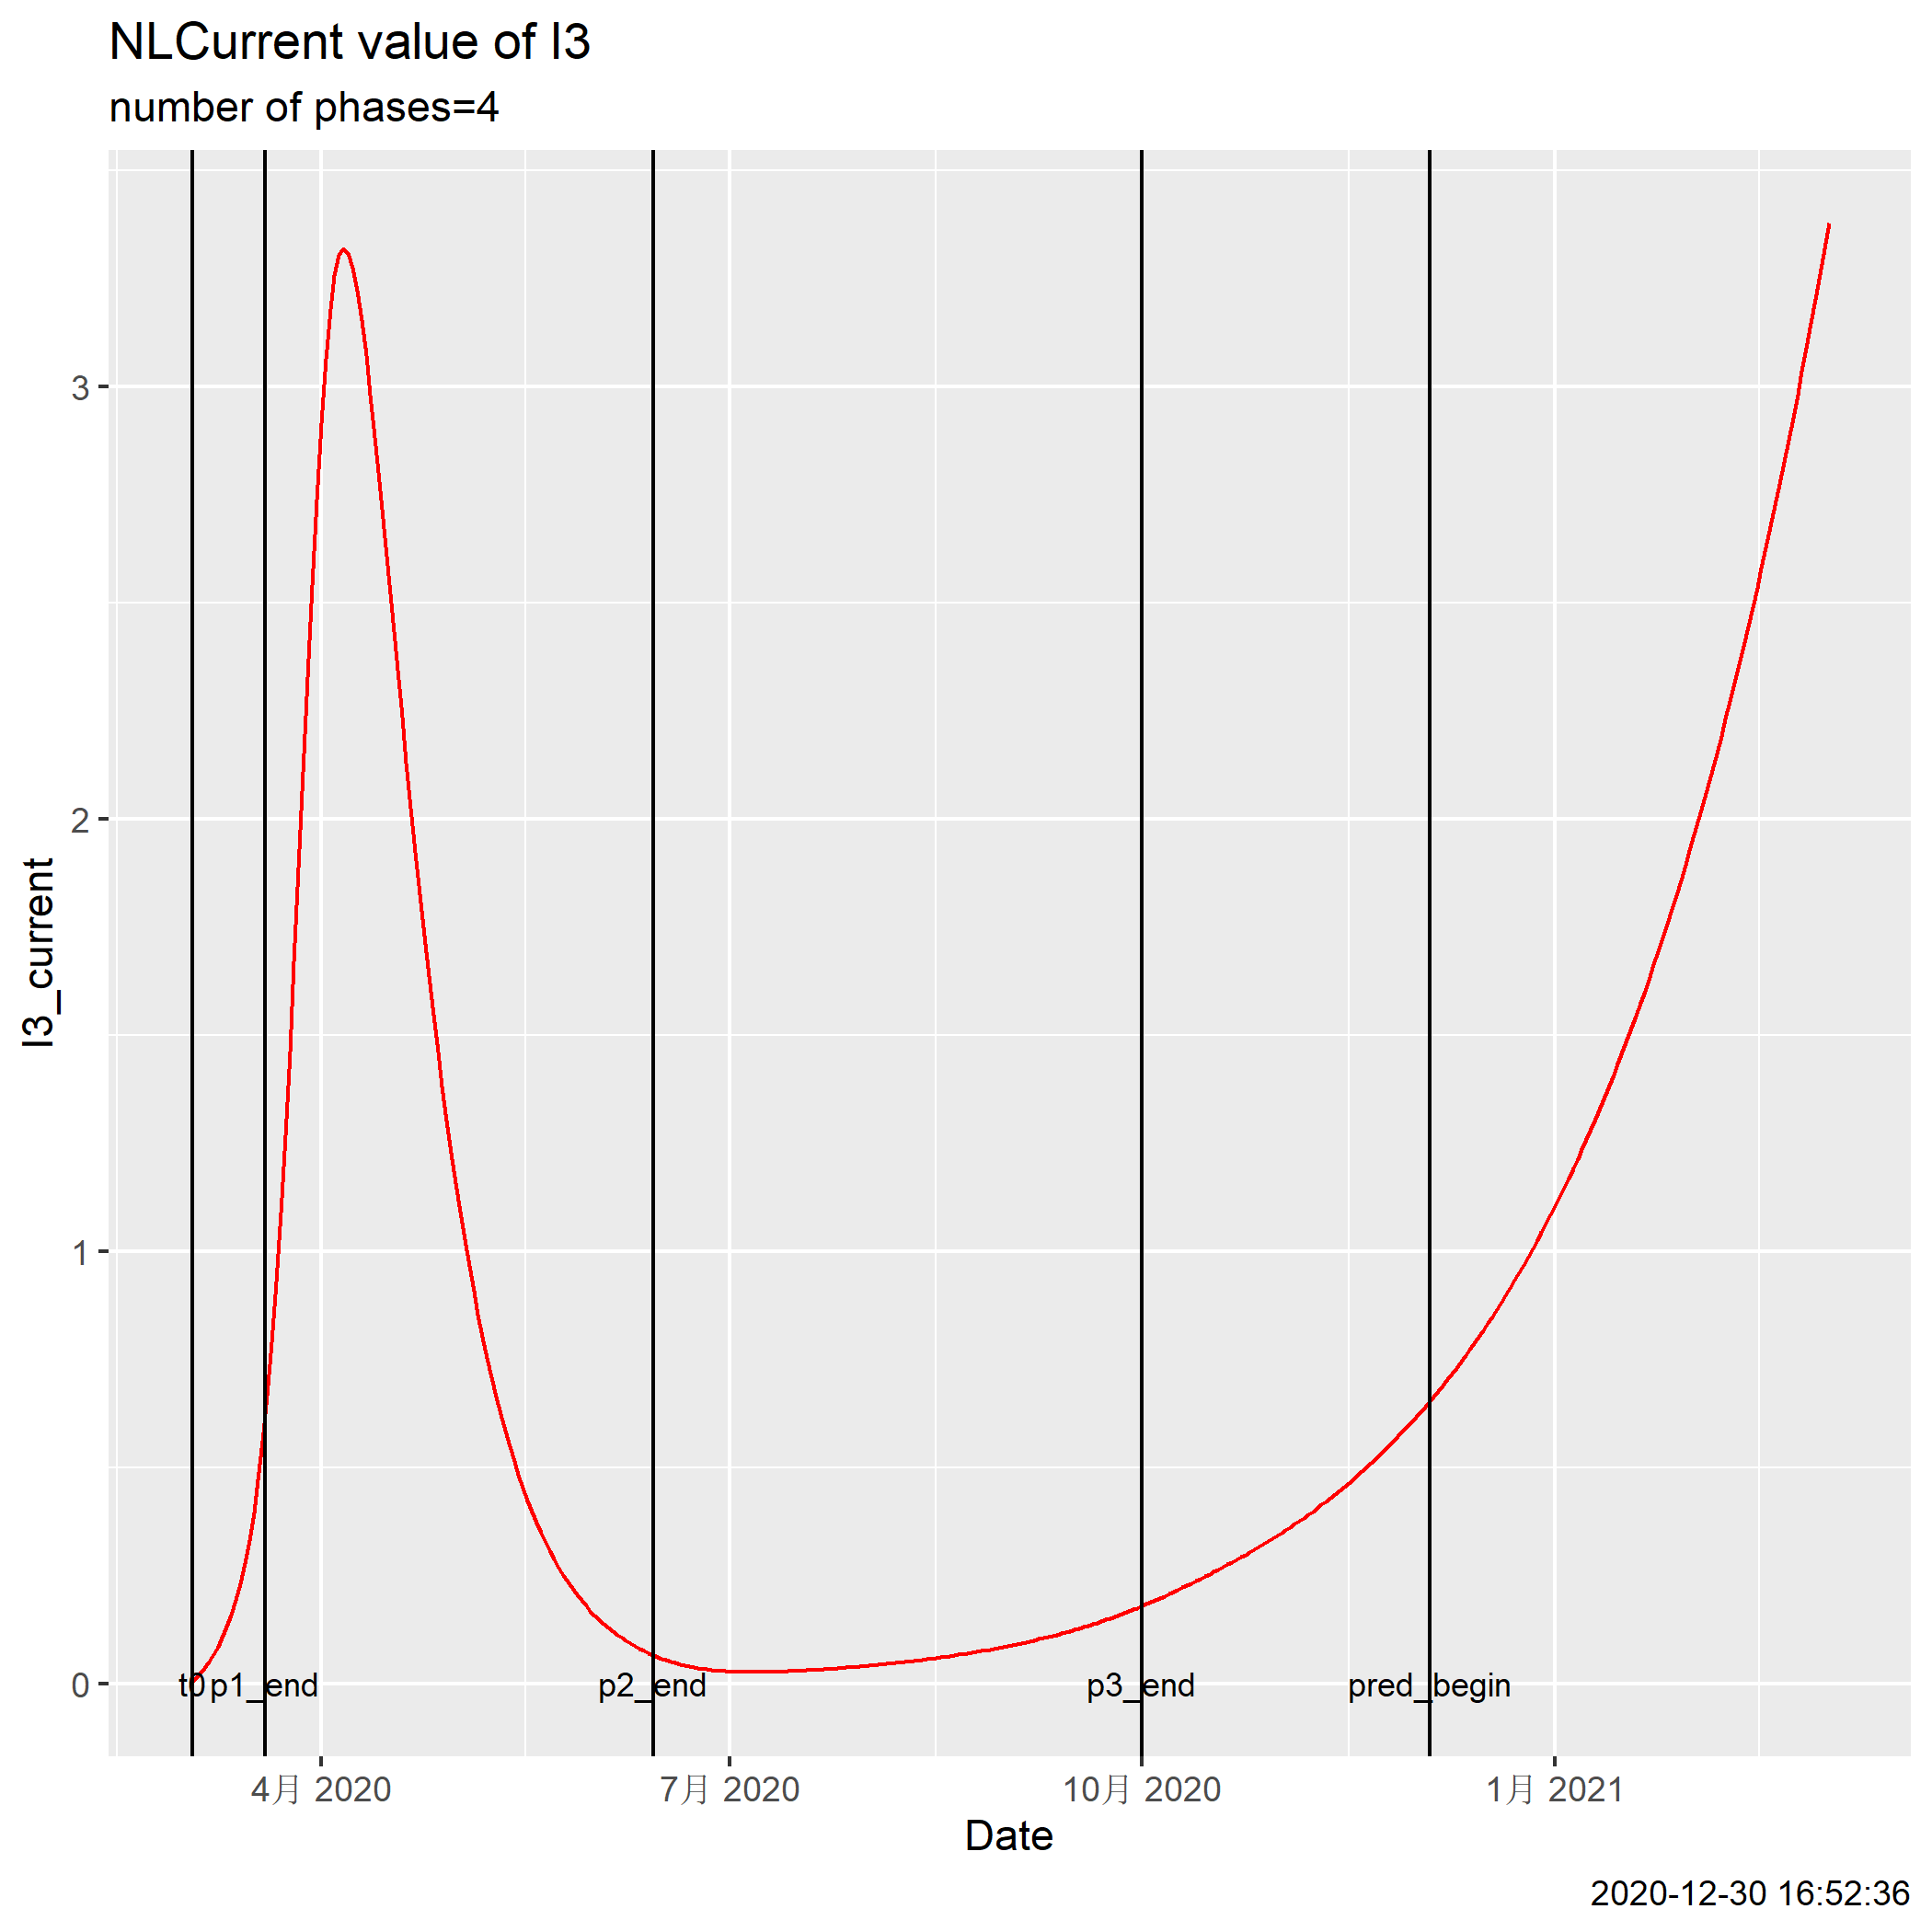 NLCurrent value of I3
number of phases=4
I3_current
3
2
1
0
t0
p1_end
p2_end
p3_end
pred_begin
4月 2020
7月 2020
10月 2020
1月 2021
Date
2020-12-30 16:52:36